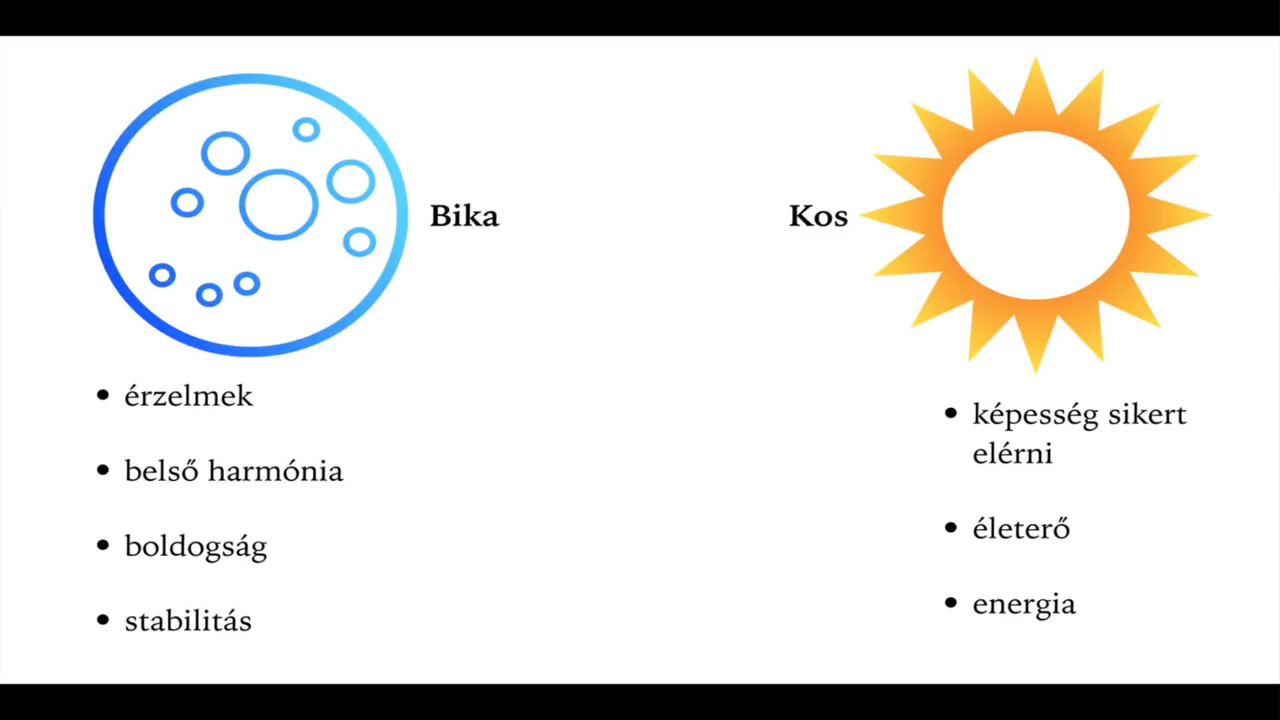 Bika
érzelmek
belső harmónia
boldogság
stabilitás
Kos
képesség sikert
elérni
életerő
energia